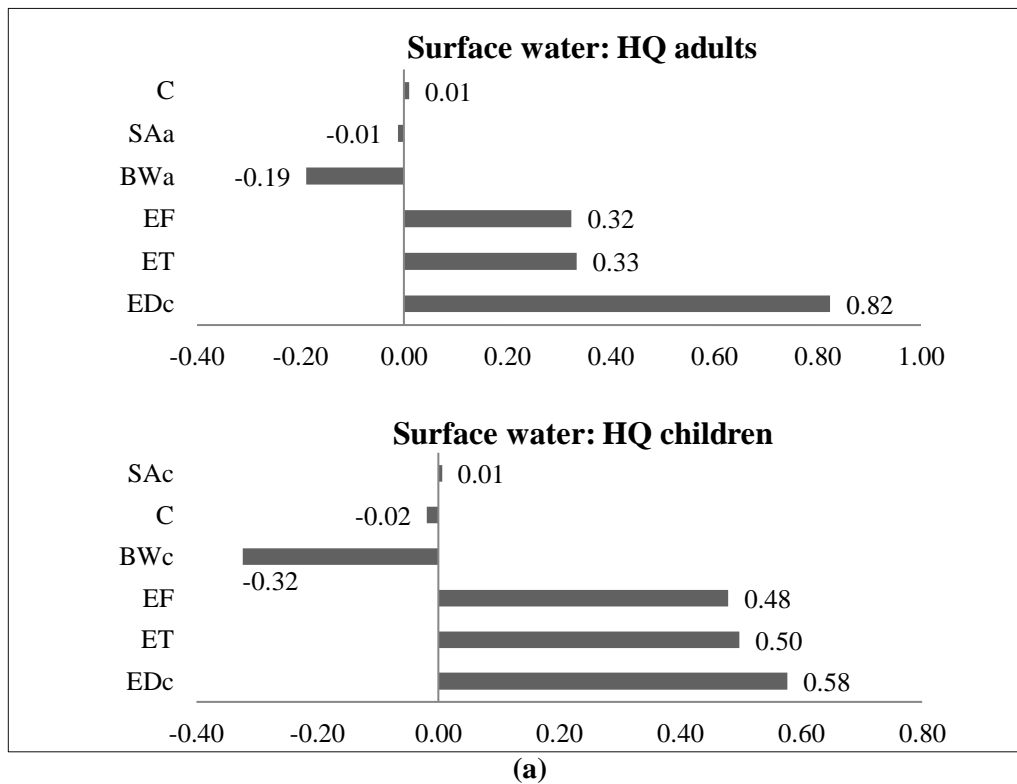 Surface water: HQ adults
C 0.01
SAa -0.01
BWa -0.19
EF 0.32
ET 0.33
EDc 0.82
-0.40 -0.20 0.00 0.20 0.40 0.60 0.80 1.00
Surface water: HQ children
SAc 0.01
C -0.02
BWc -0.32
EF 0.48
ET 0.50
EDc 0.58
-0.40 -0.20 0.00 0.20 0.40 0.60 0.80
(a)